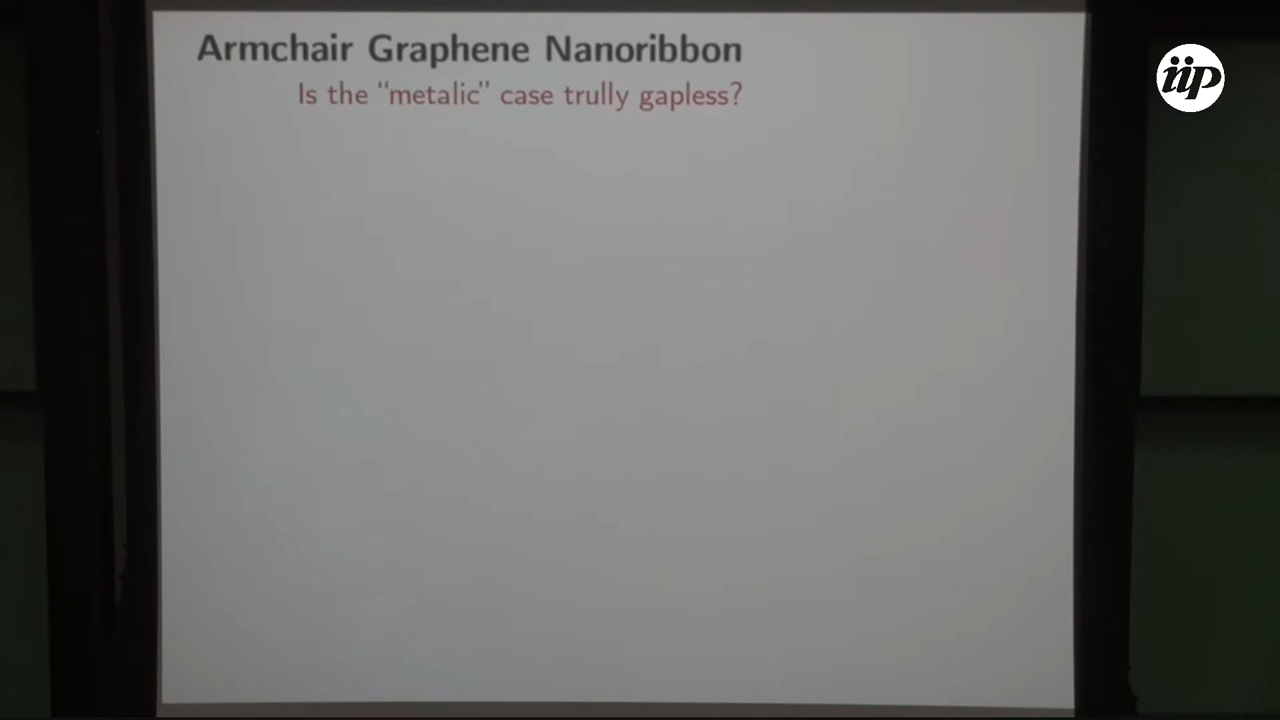 Armchair Graphene Nanoribbon
Is the “metalic” case trully gapless?
iip